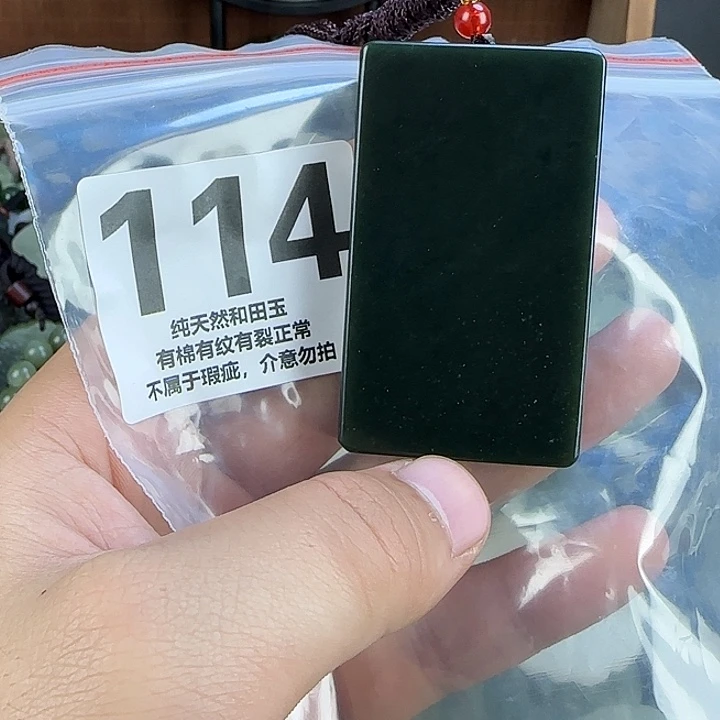 114
纯天然和田玉
有棉有纹有裂正常
不属于瑕疵，介意勿拍